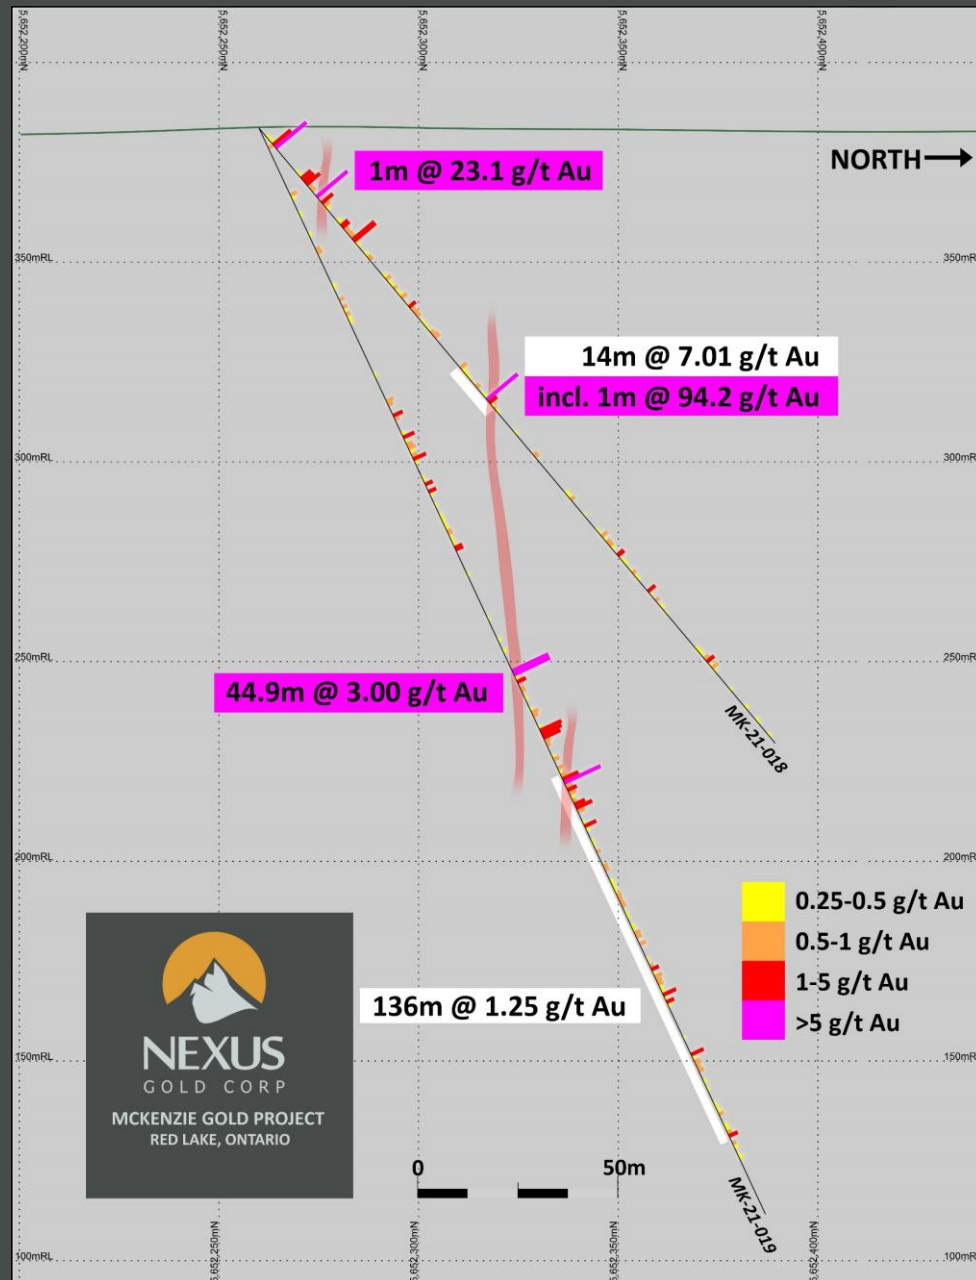 5,652,200mN
5,652,250mN
5,652,300mN
5,652,350mN
5,652,400mN
NORTH
1m @ 23.1 g/t Au
350mRL
350mRL
14m @ 7.01 g/t Au
incl. 1m @ 94.2 g/t Au
300mRL
300mRL
250mRL
250mRL
44.9m @ 3.00 g/t Au
MK-21-018
200mRL
200mRL
0.25-0.5 g/t Au
0.5-1 g/t Au
1-5 g/t Au
>5 g/t Au
136m @ 1.25 g/t Au
NEXUS
GOLD CORP
MCKENZIE GOLD PROJECT
RED LAKE, ONTARIO
150mRL
150mRL
0
50m
MK-21-019
5,652,250mN
5,652,300mN
5,652,350mN
5,652,400mN
100mRL
100mRL